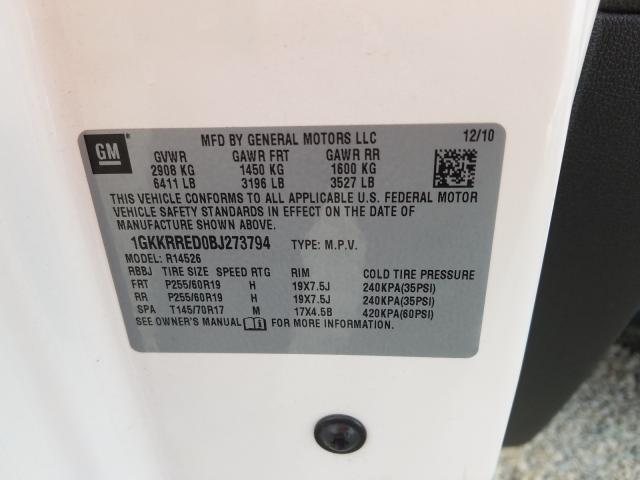 GM
MFD BY GENERAL MOTORS LLC 12/10
GVWR GAWR FRT GAWR RR
2908 KG 1450 KG 1600 KG
6411 LB 3196 LB 3527 LB
THIS VEHICLE CONFORMS TO ALL APPLICABLE U.S. FEDERAL MOTOR
VEHICLE SAFETY STANDARDS IN EFFECT ON THE DATE OF
MANUFACTURE SHOWN ABOVE.
1GKKRRED0BJ273794 TYPE: M.P.V.
MODEL: R14526
RBBJ TIRE SIZE SPEED RTG RIM COLD TIRE PRESSURE
FRT P255/60R19 H 19X7.5J 240KPA(35PSI)
RR P255/60R19 H 19X7.5J 240KPA(35PSI)
SPA T145/70R17 M 17X4.5B 420KPA(60PSI)
SEE OWNER'S MANUAL FOR MORE INFORMATION.